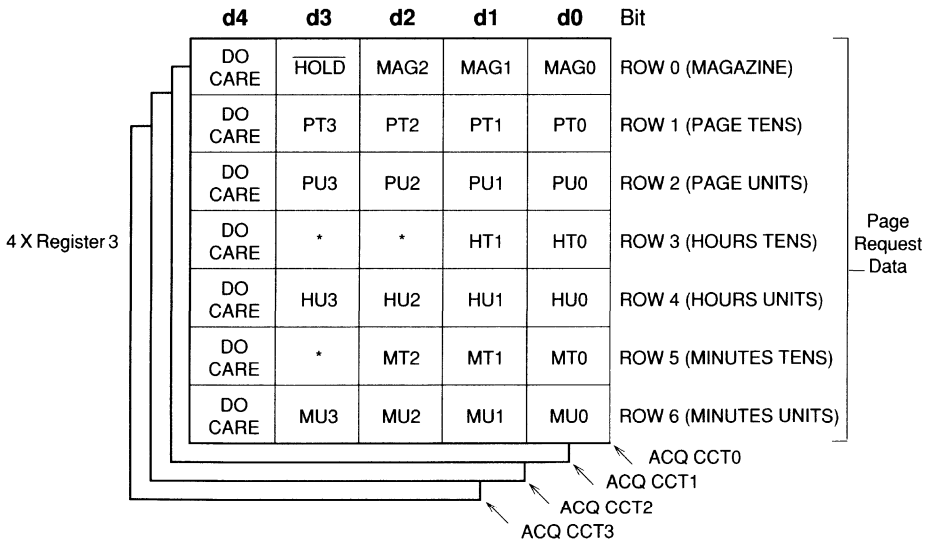 d4 d3 d2 d1 d0 Bit
DO CARE HOLD MAG2 MAG1 MAG0 ROW 0 (MAGAZINE)
DO CARE PT3 PT2 PT1 PT0 ROW 1 (PAGE TENS)
DO CARE PU3 PU2 PU1 PU0 ROW 2 (PAGE UNITS)
DO CARE * * HT1 HT0 ROW 3 (HOURS TENS)
DO CARE HU3 HU2 HU1 HU0 ROW 4 (HOURS UNITS)
DO CARE * MT2 MT1 MT0 ROW 5 (MINUTES TENS)
DO CARE MU3 MU2 MU1 MU0 ROW 6 (MINUTES UNITS)
4 X Register 3
Page
Request
Data
ACQ CCT0
ACQ CCT1
ACQ CCT2
ACQ CCT3